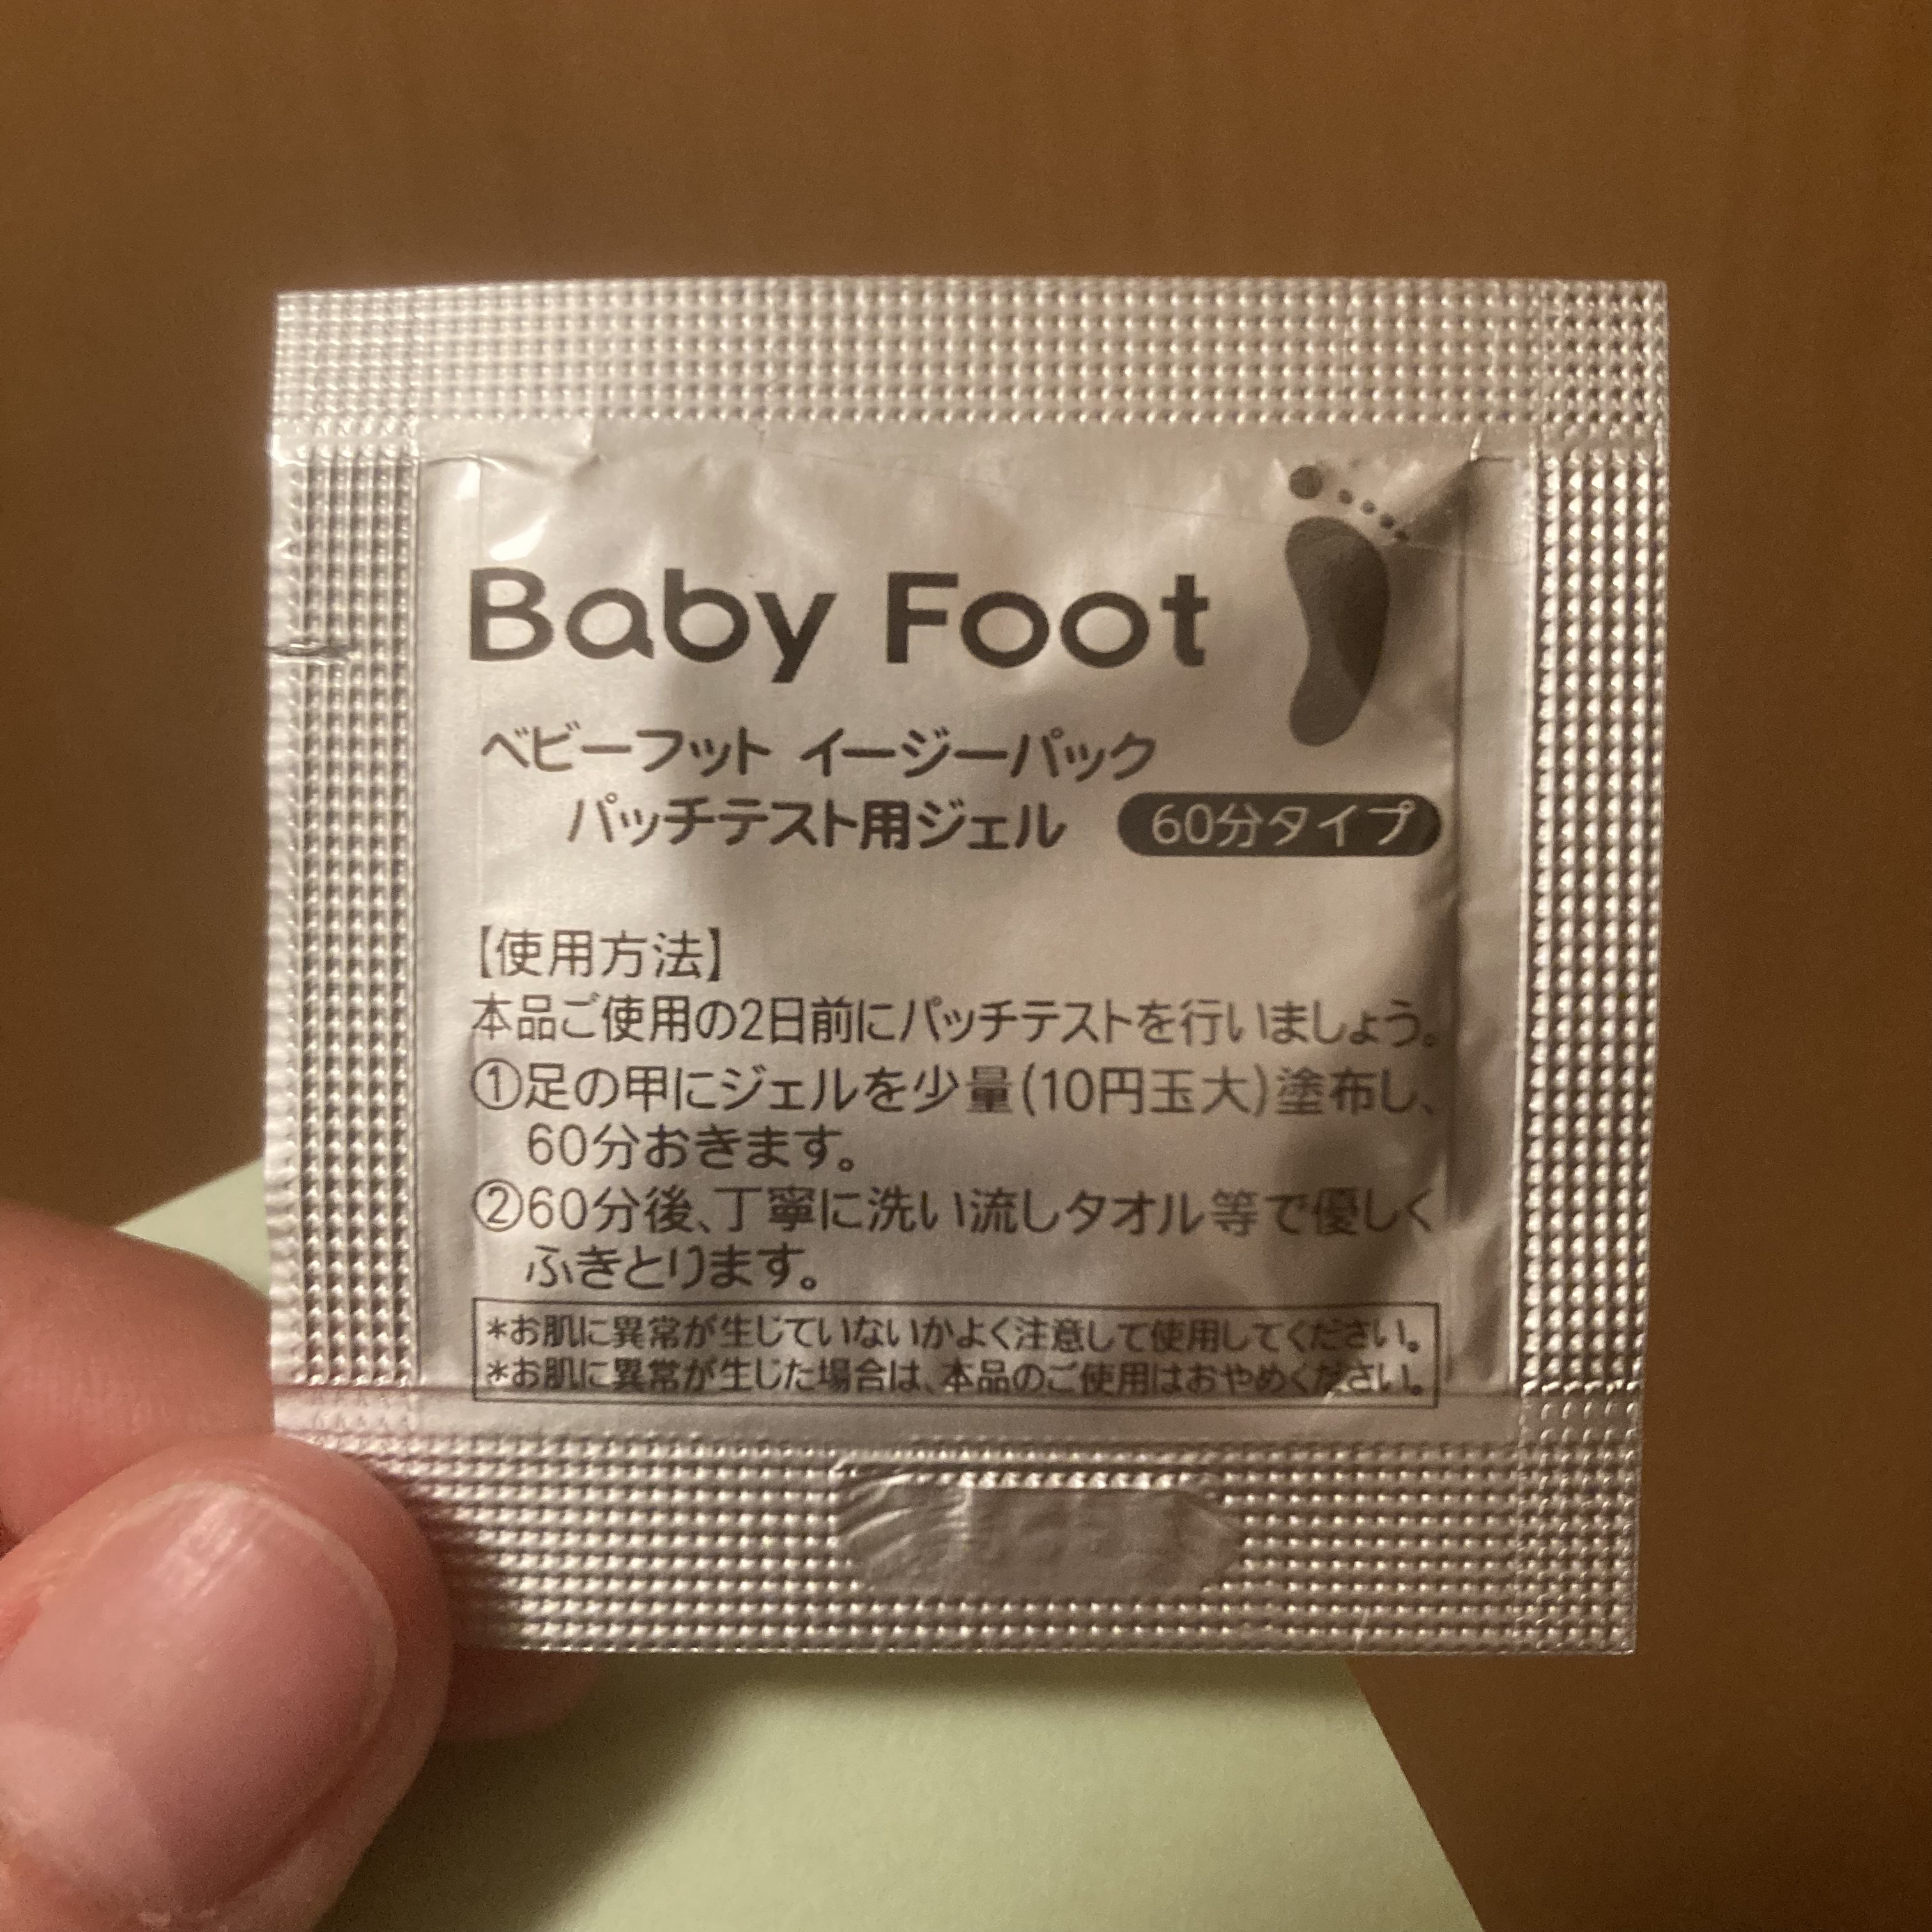 Baby Foot
ベビーフット イージーパック
パッチテスト用ジェル 60分タイプ
【使用方法】
本品ご使用の2日前にパッチテストを行いましょう。
①足の甲にジェルを少量(10円玉大)塗布し、
60分おきます。
②60分後、丁寧に洗い流しタオル等で優しく
ふきとります。
*お肌に異常が生じていないかよく注意して使用してください。
*お肌に異常が生じた場合は、本品のご使用はおやめください。